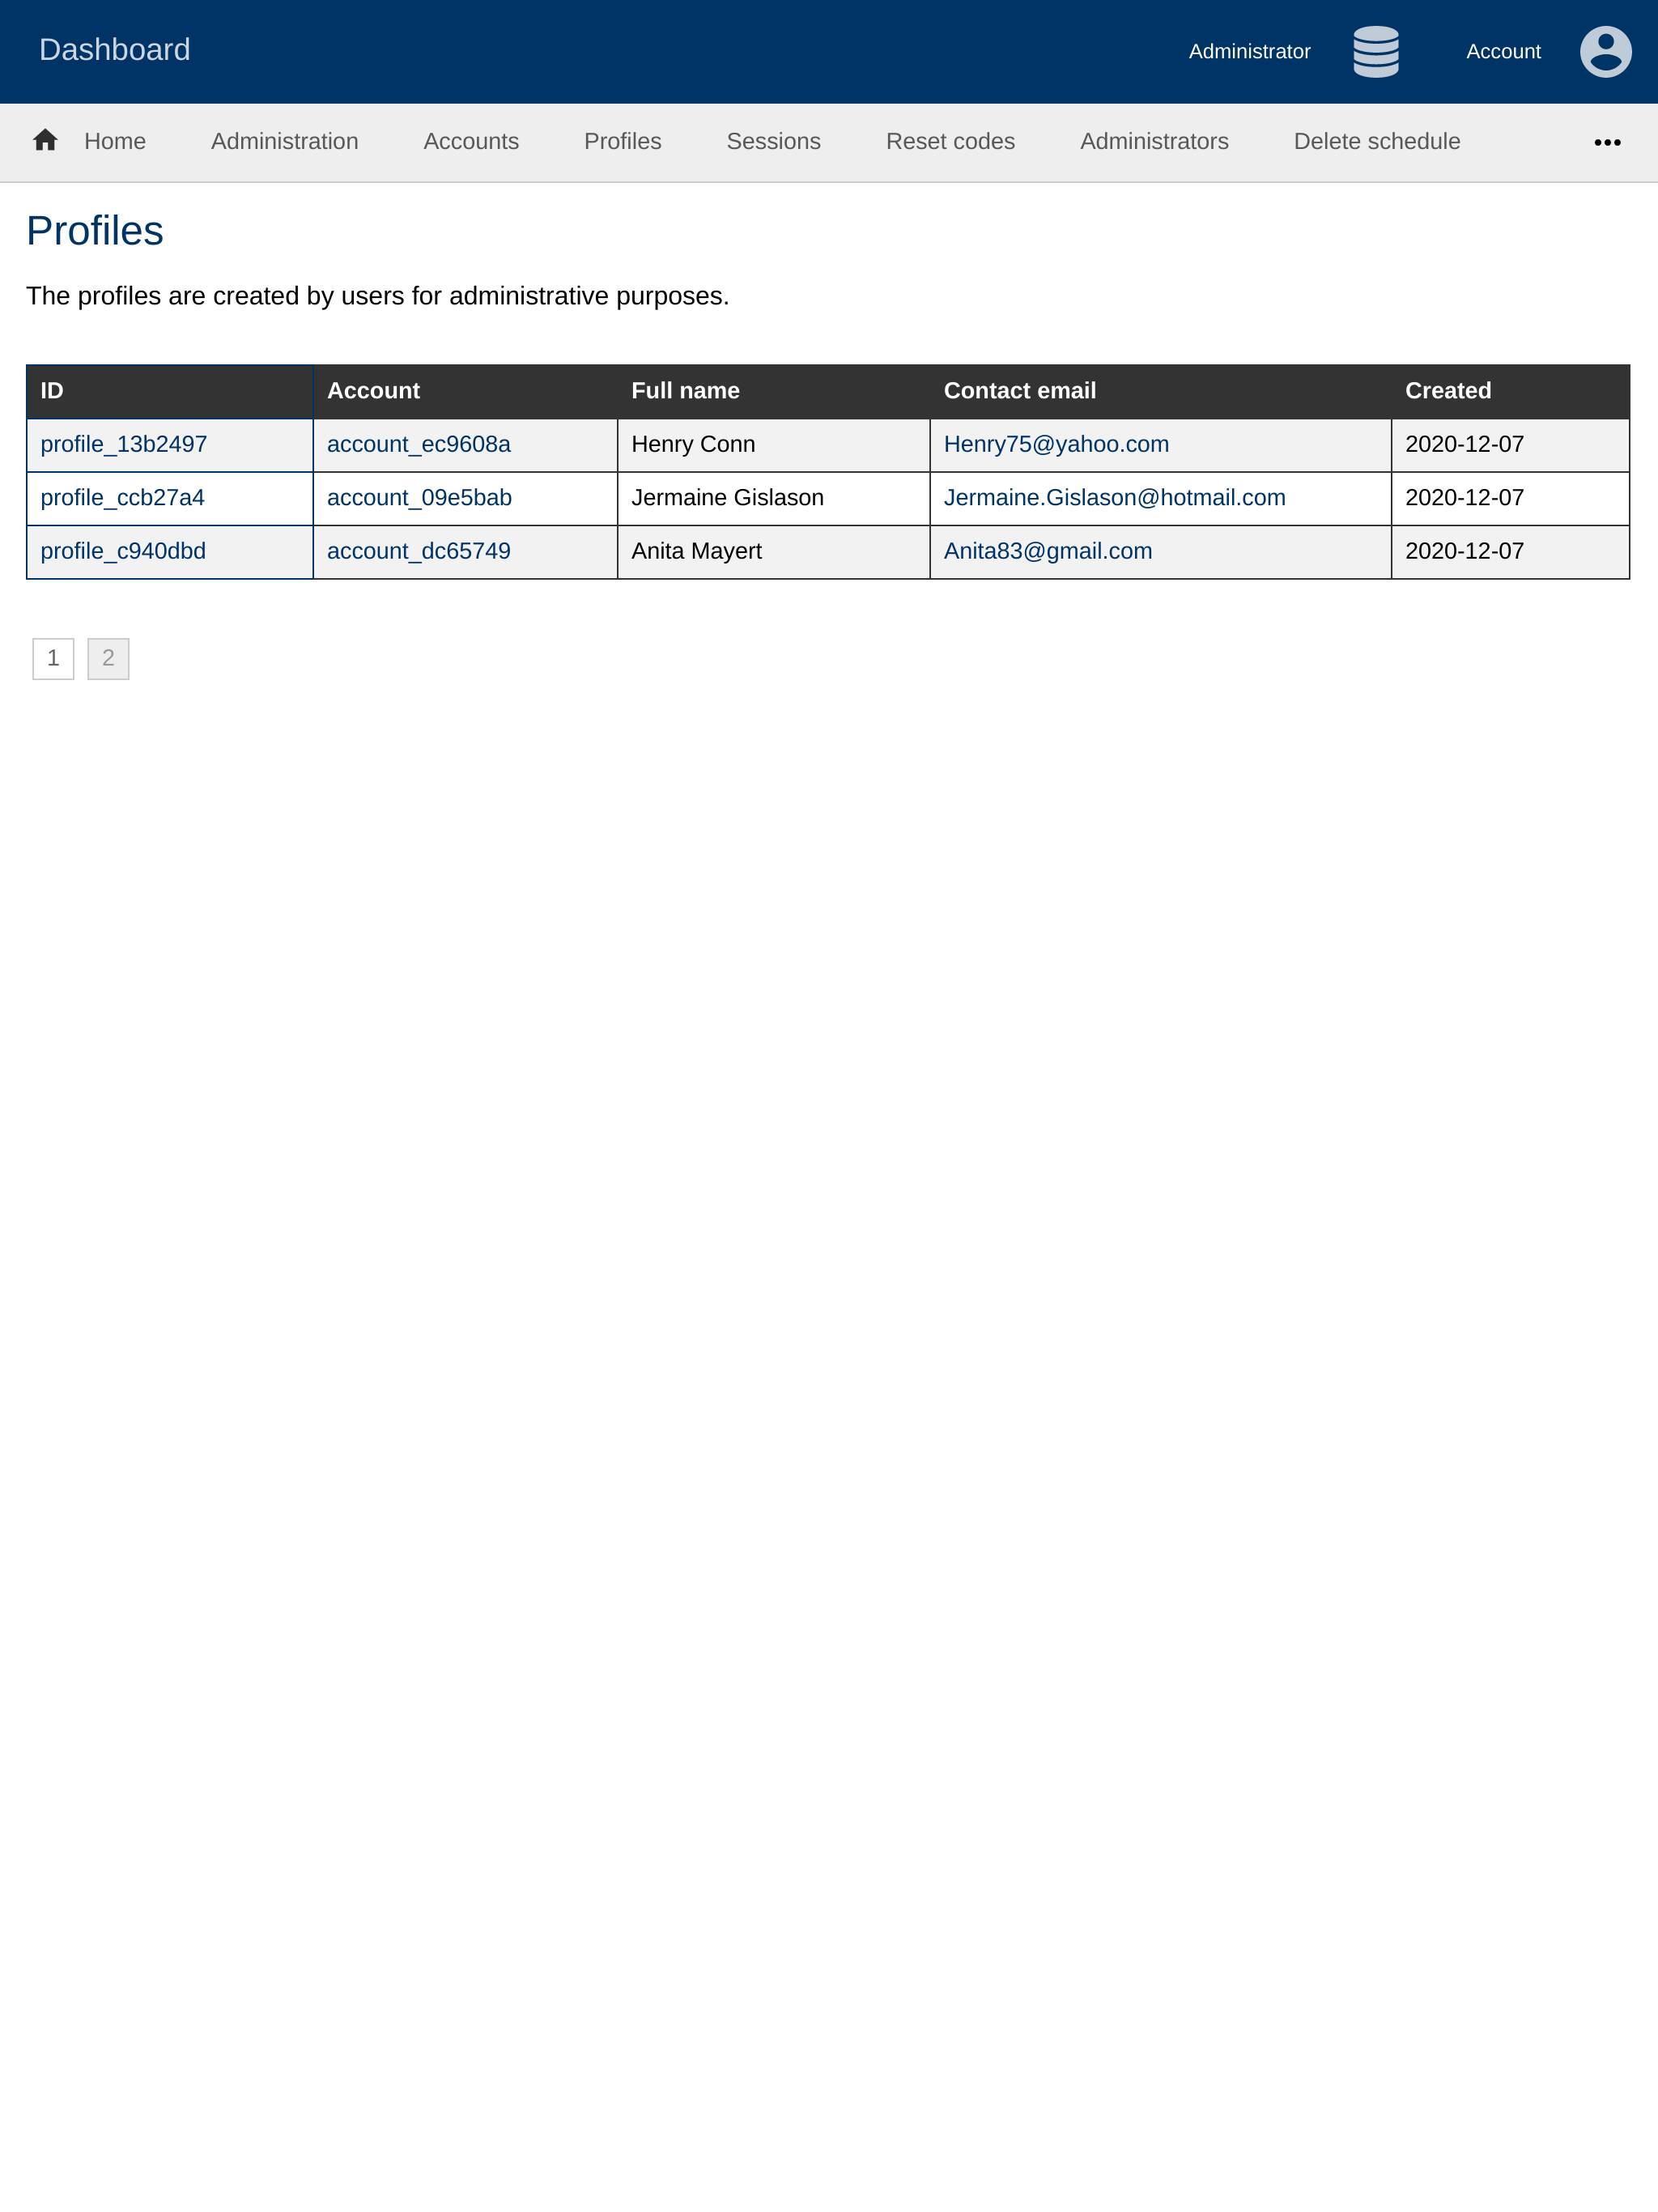 Dashboard Administrator Account
Home Administration Accounts Profiles Sessions Reset codes Administrators Delete schedule •••
Profiles
The profiles are created by users for administrative purposes.
ID Account Full name Contact email Created
profile_13b2497 account_ec9608a Henry Conn Henry75@yahoo.com 2020-12-07
profile_ccb27a4 account_09e5bab Jermaine Gislason Jermaine.Gislason@hotmail.com 2020-12-07
profile_c940dbd account_dc65749 Anita Mayert Anita83@gmail.com 2020-12-07
1 2